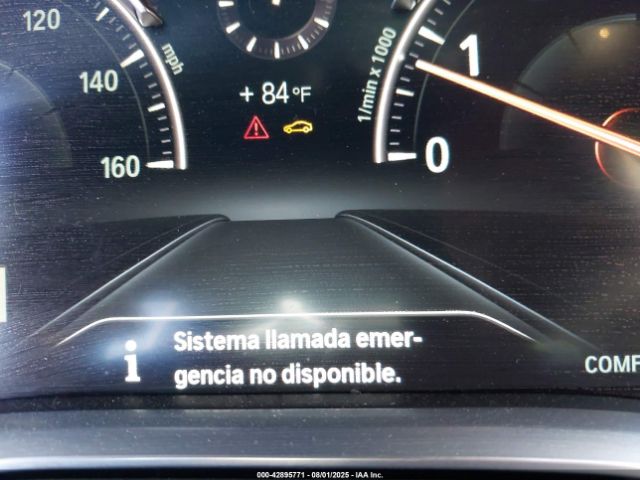 120
mph
140
160
+ 84°F
1/min x 1000
1
0
Sistema llamada emer-
gencia no disponible.
i
COMF
000-42895771 - 08/01/2025 - IAA Inc.